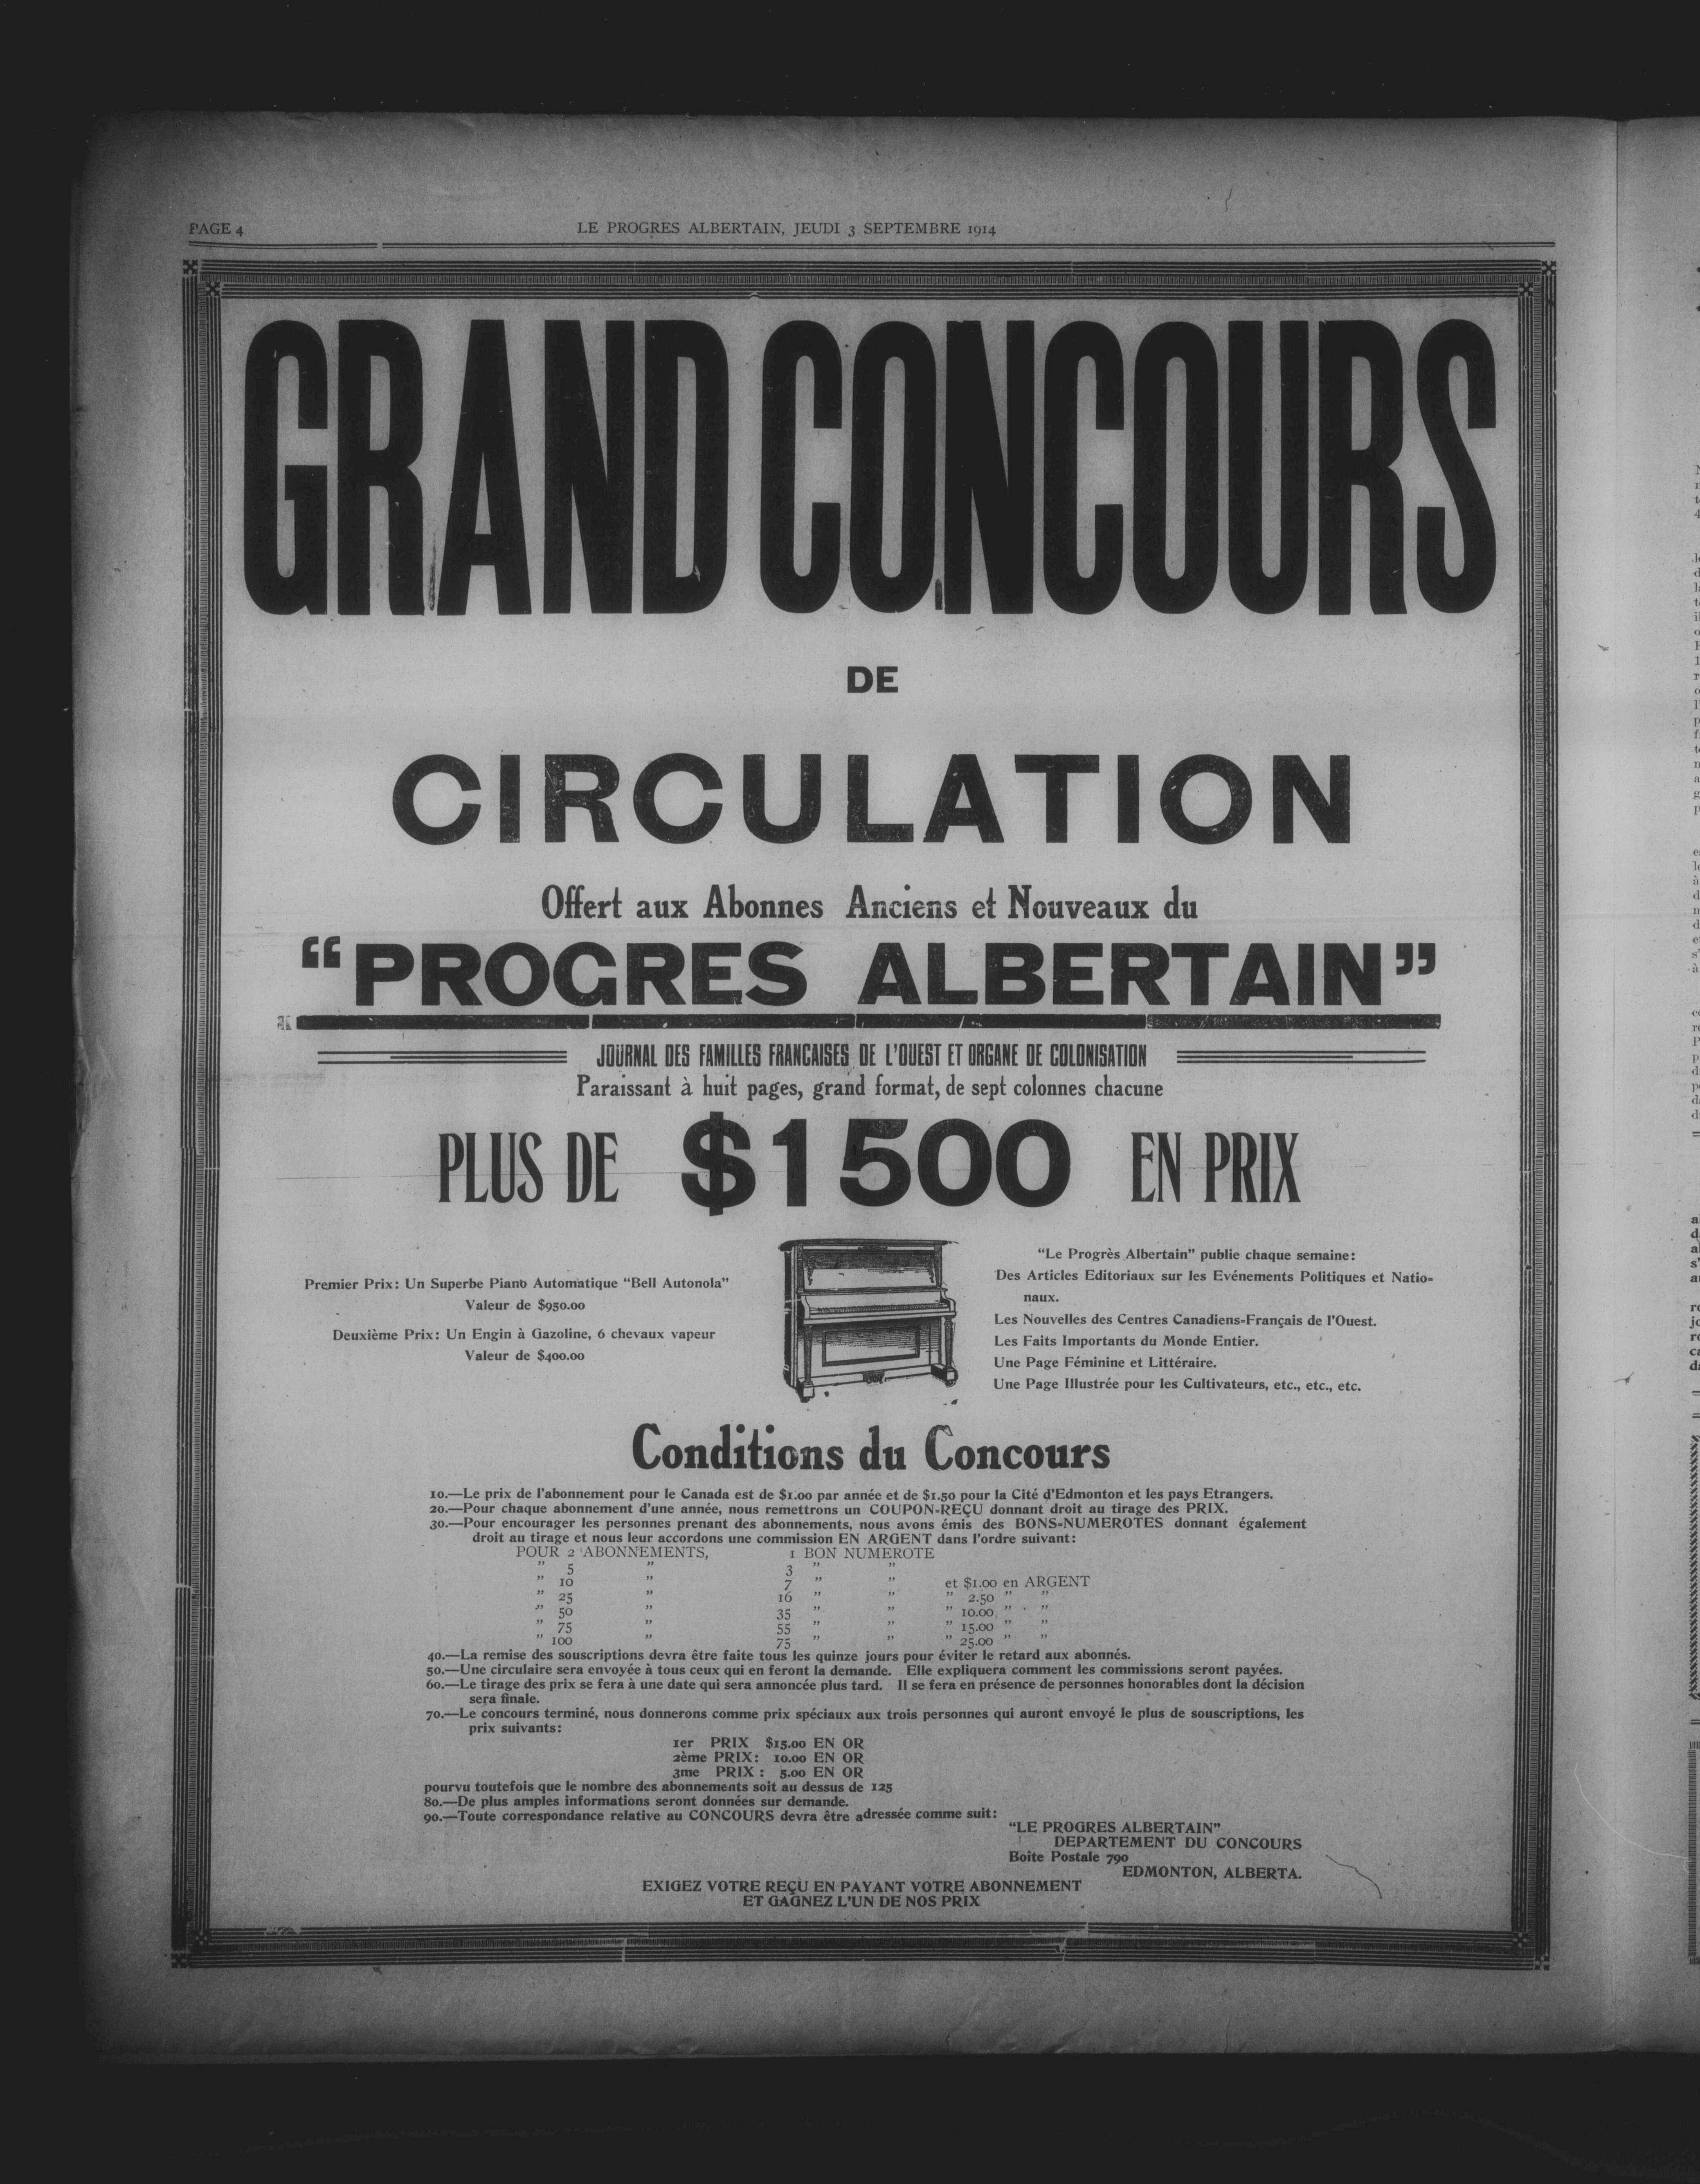 PAGE 4
LE PROGRES ALBERTAIN, JEUDI 3 SEPTEMBRE 1914
GRAND CONCOURS
DE
CIRCULATION
Offert aux Abonnes Anciens et Nouveaux du
“PROGRES ALBERTAIN”
JOURNAL DES FAMILLES FRANCAISES DE L'OUEST ET ORGANE DE COLONISATION
Paraissant à huit pages, grand format, de sept colonnes chacune
PLUS DE $1500 EN PRIX
Premier Prix: Un Superbe Piano Automatique “Bell Autonola”
Valeur de $950.00
Deuxième Prix: Un Engin à Gazoline, 6 chevaux vapeur
Valeur de $400.00
“Le Progrès Albertain” publie chaque semaine:
Des Articles Editoriaux sur les Evénements Politiques et Natio-
naux.
Les Nouvelles des Centres Canadiens-Français de l'Ouest.
Les Faits Importants du Monde Entier.
Une Page Féminine et Littéraire.
Une Page Illustrée pour les Cultivateurs, etc., etc., etc.
Conditions du Concours
10.—Le prix de l'abonnement pour le Canada est de $1.00 par année et de $1.50 pour la Cité d'Edmonton et les pays Etrangers.
20.—Pour chaque abonnement d'une année, nous remettrons un COUPON-REÇU donnant droit au tirage des PRIX.
30.—Pour encourager les personnes prenant des abonnements, nous avons émis des BONS-NUMEROTES donnant également
droit au tirage et nous leur accordons une commission EN ARGENT dans l'ordre suivant:
POUR 2 ABONNEMENTS, 1 BON NUMEROTE
” 5 ” 3 ” ”
” 10 ” 7 ” ” et $1.00 en ARGENT
” 25 ” 16 ” ” ” 2.50 ” ”
” 50 ” 35 ” ” ” 10.00 ” ”
” 75 ” 55 ” ” ” 15.00 ” ”
” 100 ” 75 ” ” ” 25.00 ” ”
40.—La remise des souscriptions devra être faite tous les quinze jours pour éviter le retard aux abonnés.
50.—Une circulaire sera envoyée à tous ceux qui en feront la demande. Elle expliquera comment les commissions seront payées.
60.—Le tirage des prix se fera à une date qui sera annoncée plus tard. Il se fera en présence de personnes honorables dont la décision
sera finale.
70.—Le concours terminé, nous donnerons comme prix spéciaux aux trois personnes qui auront envoyé le plus de souscriptions, les
prix suivants:
1er PRIX $15.00 EN OR
2ème PRIX: 10.00 EN OR
3me PRIX : 5.00 EN OR
pourvu toutefois que le nombre des abonnements soit au dessus de 125
80.—De plus amples informations seront données sur demande.
90.—Toute correspondance relative au CONCOURS devra être adressée comme suit:
“LE PROGRES ALBERTAIN”
DEPARTEMENT DU CONCOURS
Boîte Postale 790
EDMONTON, ALBERTA.
EXIGEZ VOTRE REÇU EN PAYANT VOTRE ABONNEMENT
ET GAGNEZ L'UN DE NOS PRIX